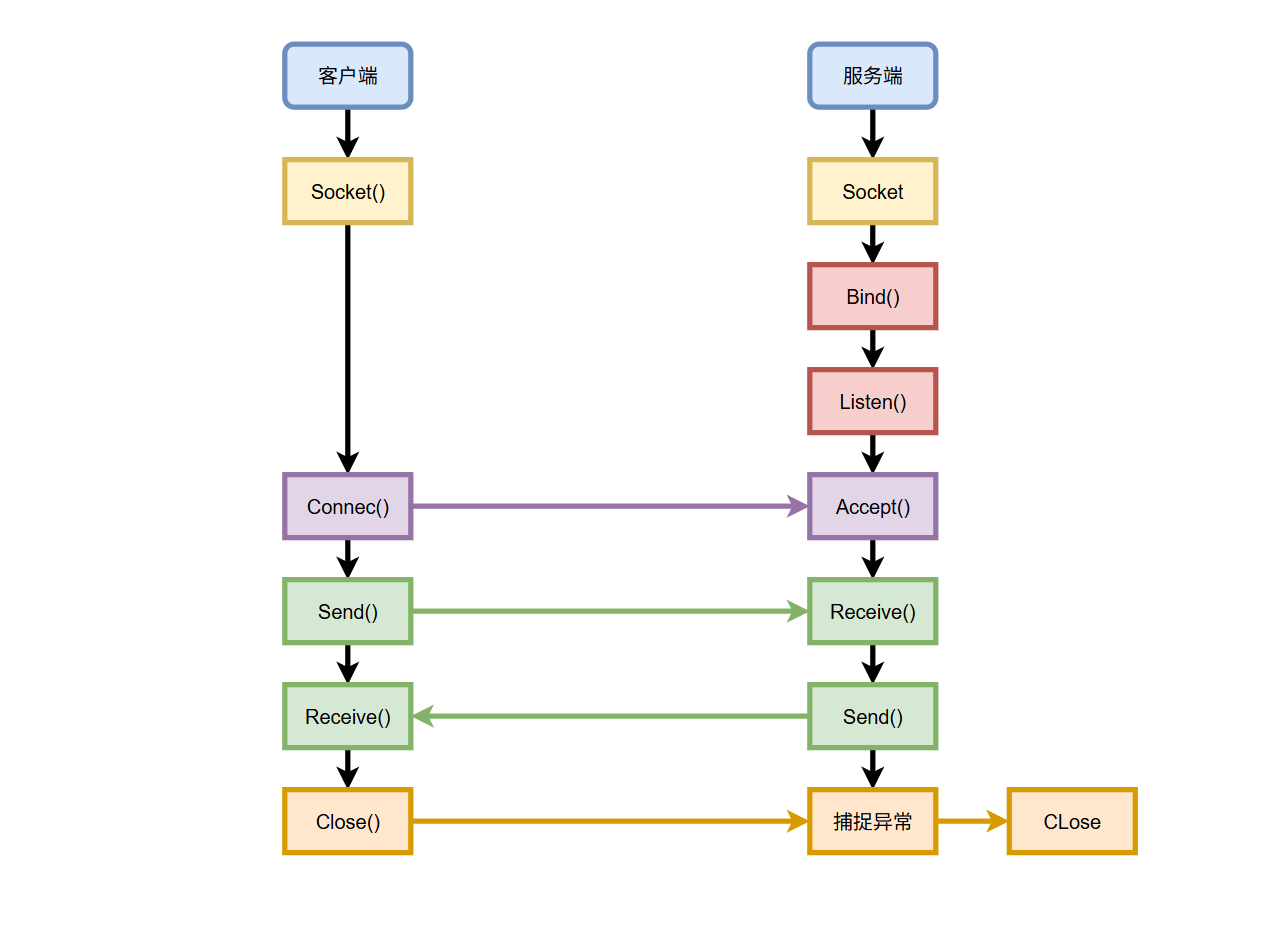 客户端
服务端
Socket()
Socket
Bind()
Listen()
Connec()
Accept()
Send()
Receive()
Receive()
Send()
Close()
捕捉异常
CLose